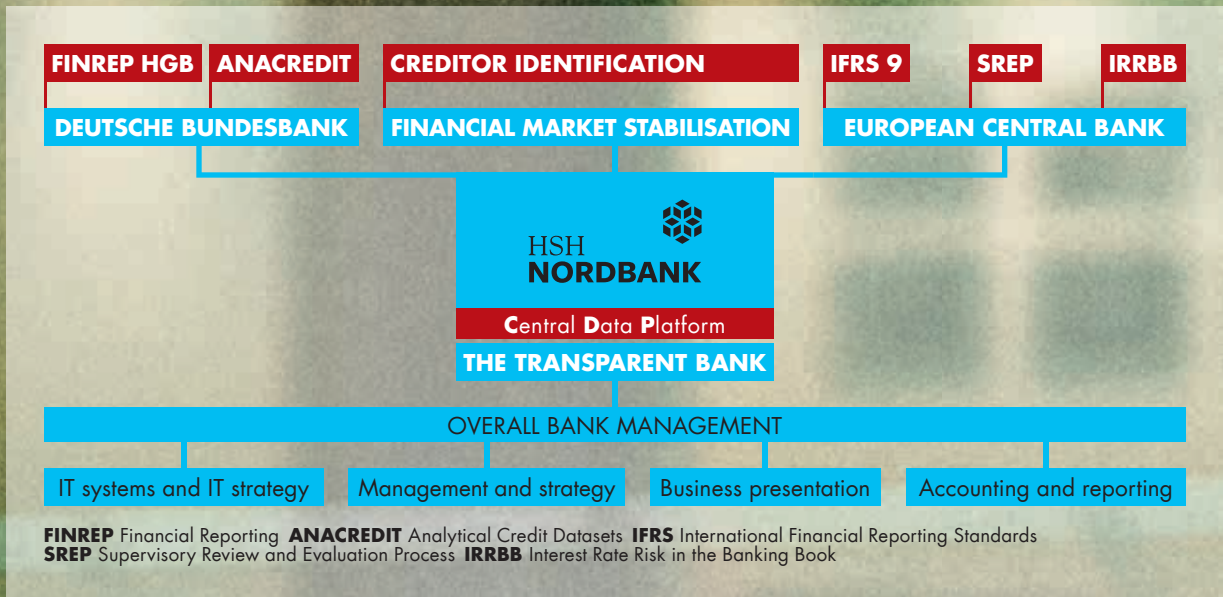 FINREP HGB ANACREDIT CREDITOR IDENTIFICATION IFRS 9 SREP IRRBB
DEUTSCHE BUNDESBANK FINANCIAL MARKET STABILISATION EUROPEAN CENTRAL BANK
HSH
NORDBANK
Central Data Platform
THE TRANSPARENT BANK
OVERALL BANK MANAGEMENT
IT systems and IT strategy Management and strategy Business presentation Accounting and reporting
FINREP Financial Reporting ANACREDIT Analytical Credit Datasets IFRS International Financial Reporting Standards
SREP Supervisory Review and Evaluation Process IRRBB Interest Rate Risk in the Banking Book